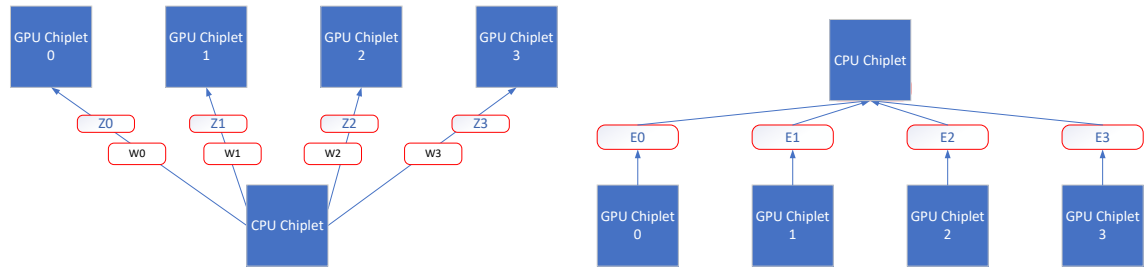 GPU Chiplet
0
GPU Chiplet
1
GPU Chiplet
2
GPU Chiplet
3
Z0
Z1
Z2
Z3
W0
W1
W2
W3
CPU Chiplet
CPU Chiplet
E0
E1
E2
E3
GPU Chiplet
0
GPU Chiplet
1
GPU Chiplet
2
GPU Chiplet
3